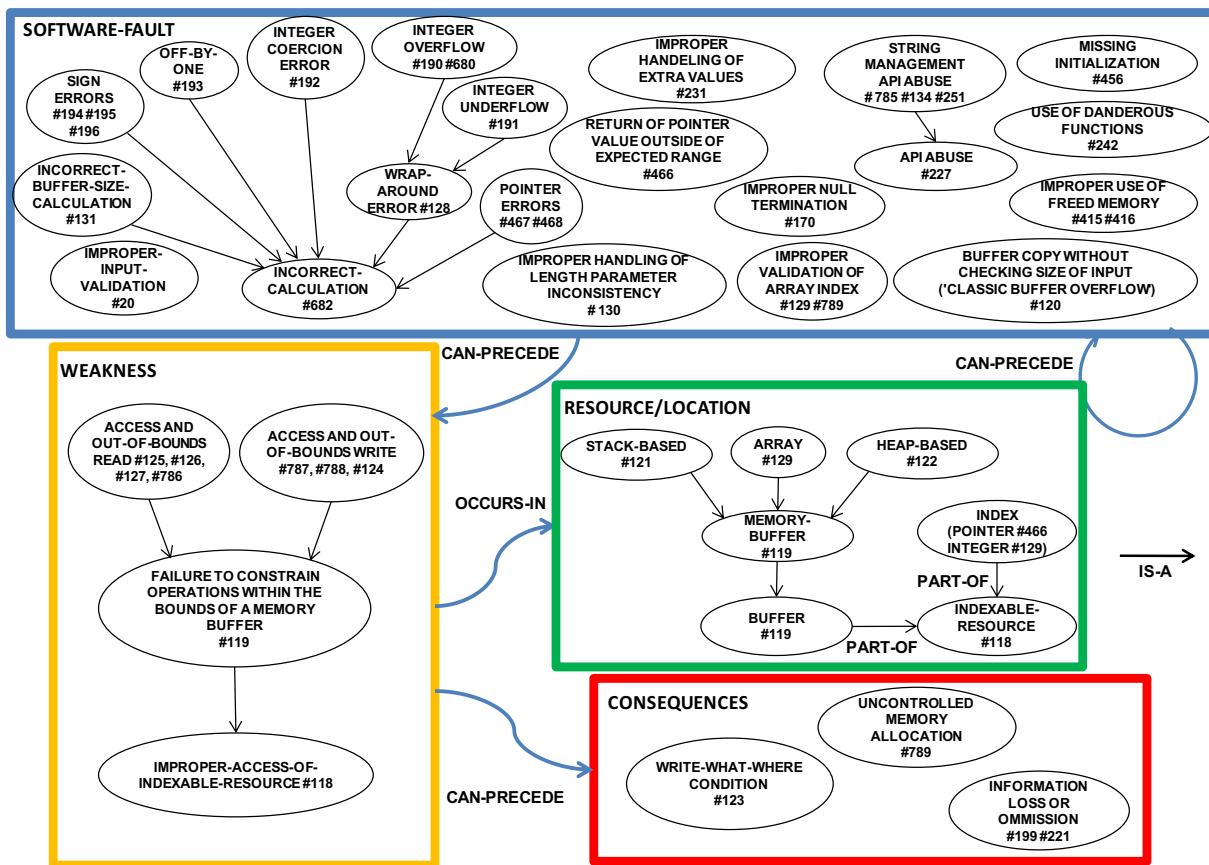 SOFTWARE-FAULT
SIGN
ERRORS
#194 #195
#196
OFF-BY-
ONE
#193
INTEGER
COERCION
ERROR
#192
INTEGER
OVERFLOW
#190 #680
INTEGER
UNDERFLOW
#191
IMPROPER
HANDELING OF
EXTRA VALUES
#231
STRING
MANAGEMENT
API ABUSE
# 785 #134 #251
MISSING
INITIALIZATION
#456
USE OF DANDEROUS
FUNCTIONS
#242
RETURN OF POINTER
VALUE OUTSIDE OF
EXPECTED RANGE
#466
API ABUSE
#227
INCORRECT-
BUFFER-SIZE-
CALCULATION
#131
WRAP-
AROUND
ERROR #128
POINTER
ERRORS
#467 #468
IMPROPER NULL
TERMINATION
#170
IMPROPER USE OF
FREED MEMORY
#415 #416
IMPROPER-
INPUT-
VALIDATION
#20
INCORRECT-
CALCULATION
#682
IMPROPER HANDLING OF
LENGTH PARAMETER
INCONSISTENCY
# 130
IMPROPER
VALIDATION OF
ARRAY INDEX
#129 #789
BUFFER COPY WITHOUT
CHECKING SIZE OF INPUT
('CLASSIC BUFFER OVERFLOW')
#120
CAN-PRECEDE
CAN-PRECEDE
WEAKNESS
ACCESS AND
OUT-OF-BOUNDS
READ #125, #126,
#127, #786
ACCESS AND OUT-
OF-BOUNDS WRITE
#787, #788, #124
FAILURE TO CONSTRAIN
OPERATIONS WITHIN THE
BOUNDS OF A MEMORY
BUFFER
#119
IMPROPER-ACCESS-OF-
INDEXABLE-RESOURCE #118
OCCURS-IN
RESOURCE/LOCATION
STACK-BASED
#121
ARRAY
#129
HEAP-BASED
#122
MEMORY-
BUFFER
#119
INDEX
(POINTER #466
INTEGER #129)
PART-OF
BUFFER
#119
PART-OF
INDEXABLE-
RESOURCE
#118
IS-A
CAN-PRECEDE
CONSEQUENCES
UNCONTROLLED
MEMORY
ALLOCATION
#789
WRITE-WHAT-WHERE
CONDITION
#123
INFORMATION
LOSS OR
OMMISSION
#199 #221